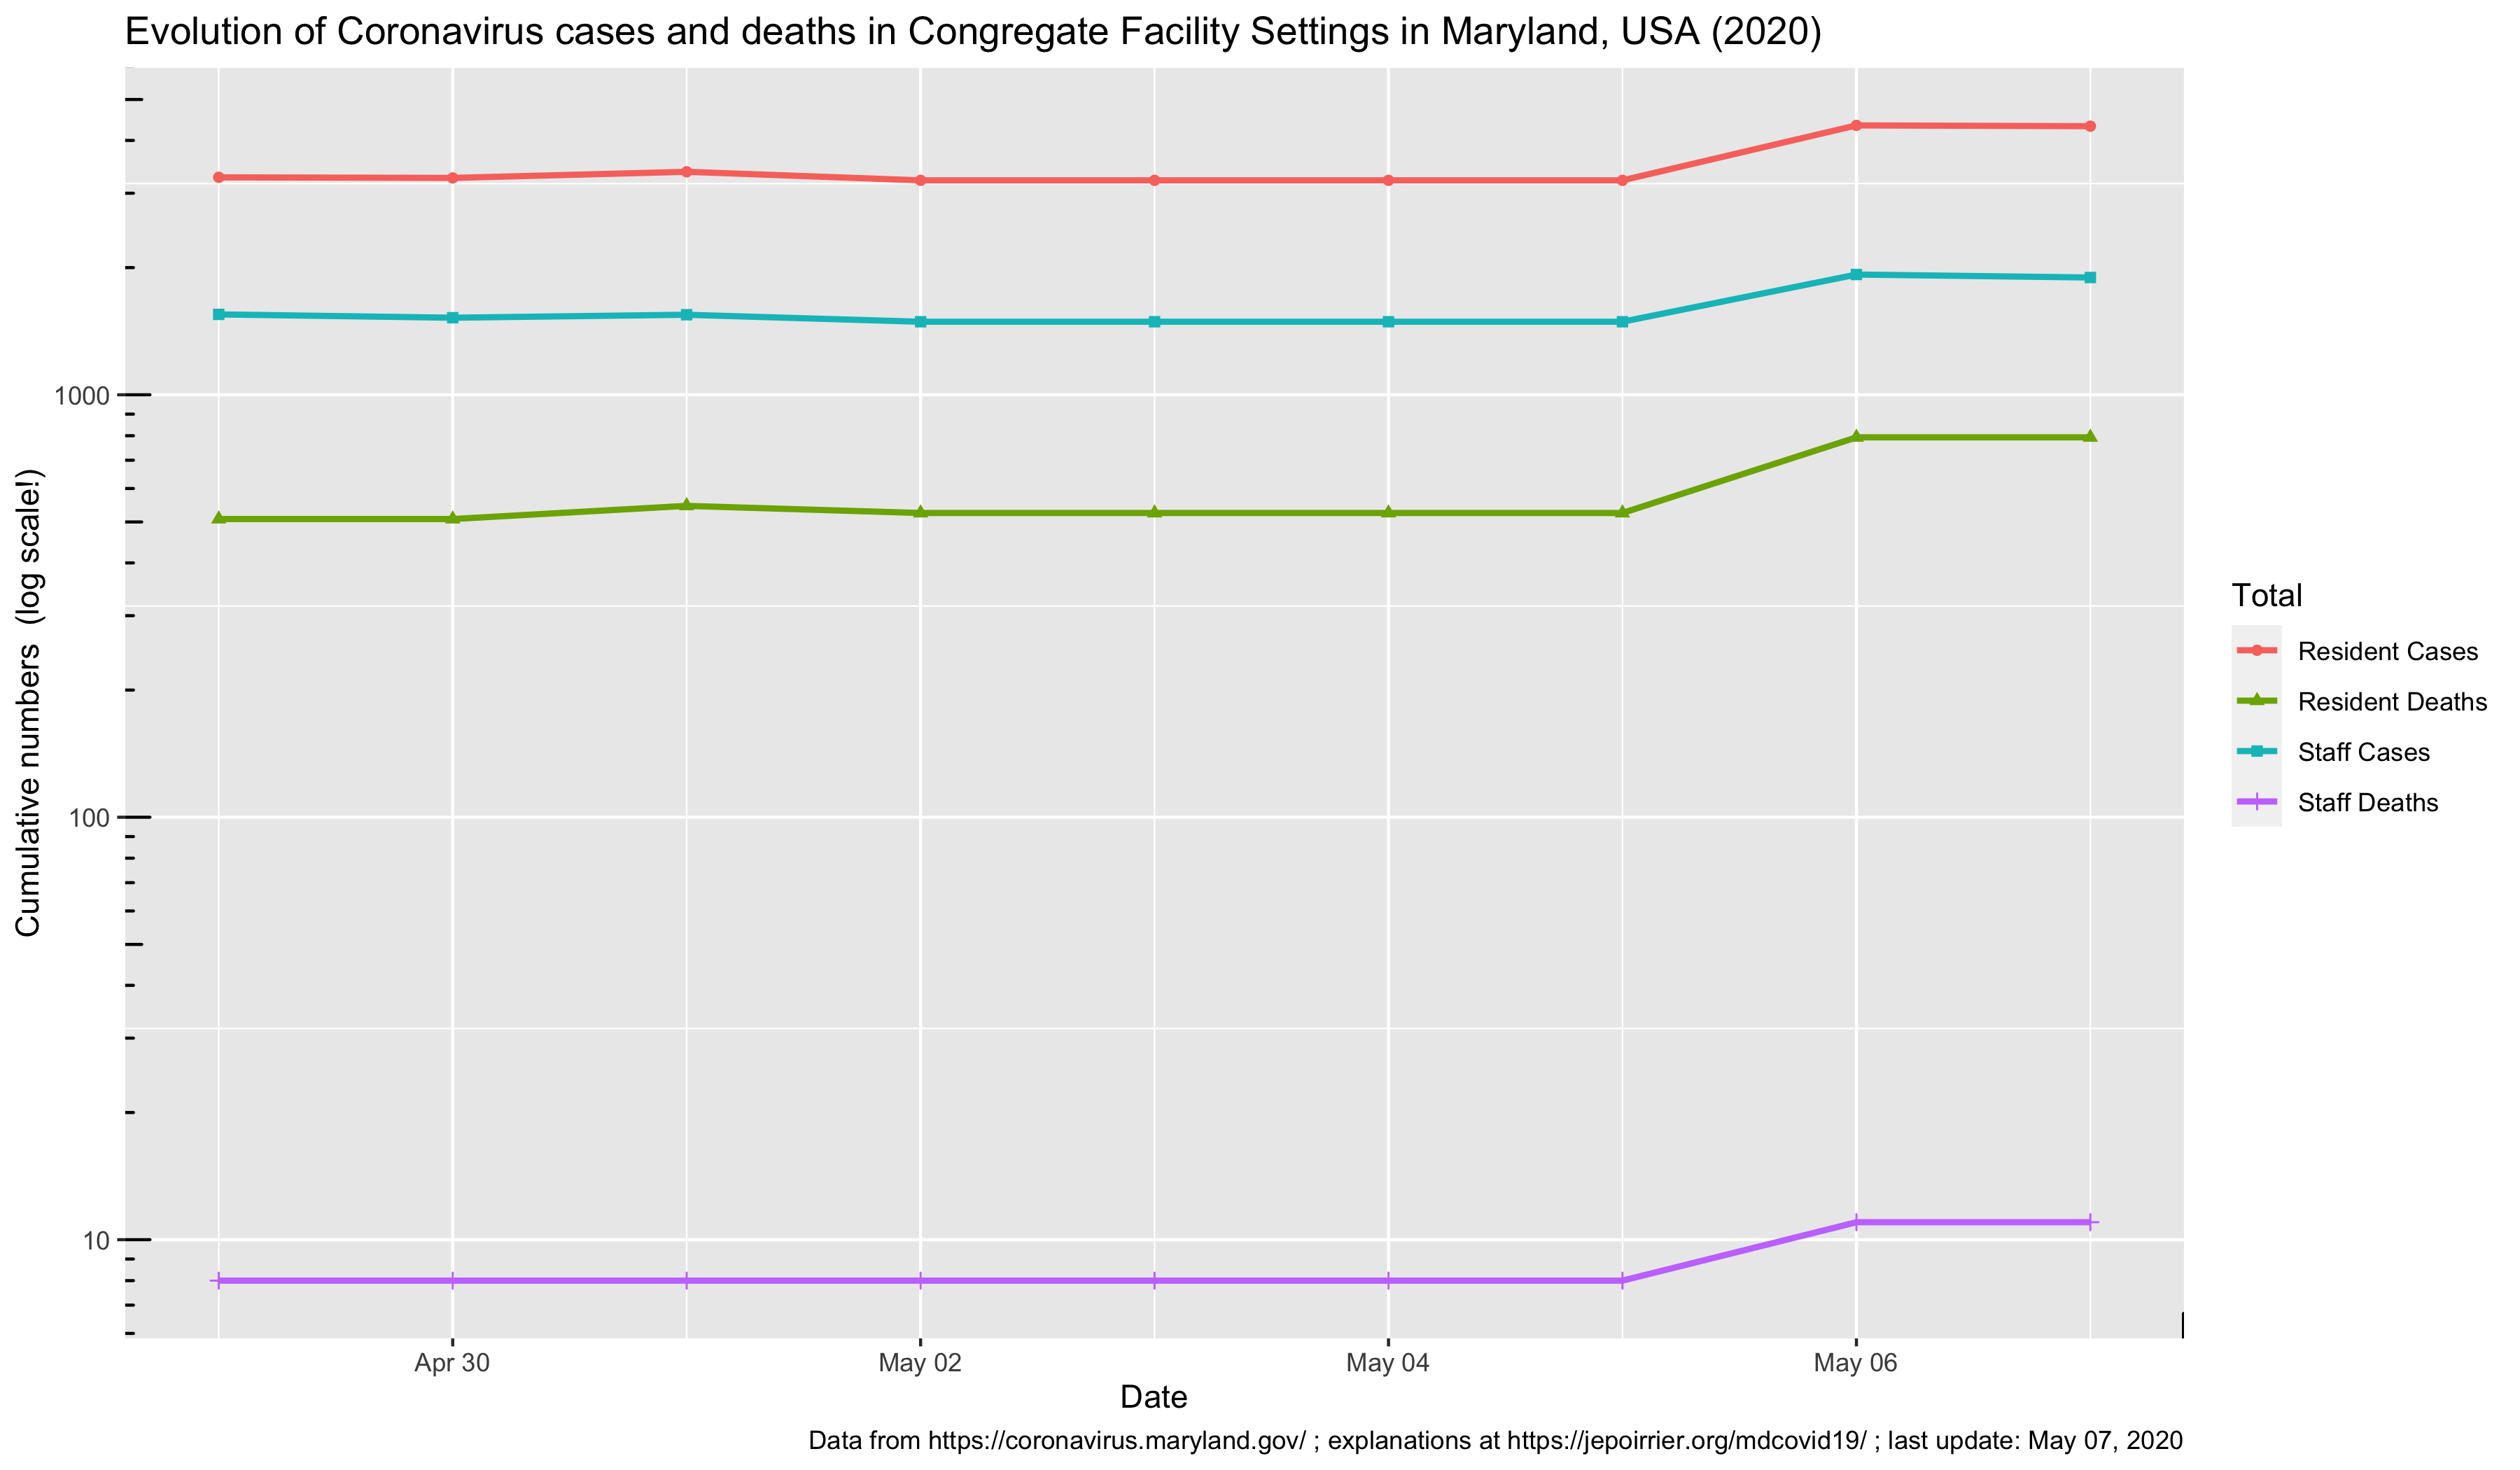 Evolution of Coronavirus cases and deaths in Congregate Facility Settings in Maryland, USA (2020)
Cumulative numbers  (log scale!)
1000
100
10
Apr 30
May 02
May 04
May 06
Date
Total
Resident Cases
Resident Deaths
Staff Cases
Staff Deaths
Data from https://coronavirus.maryland.gov/ ; explanations at https://jepoirrier.org/mdcovid19/ ; last update: May 07, 2020